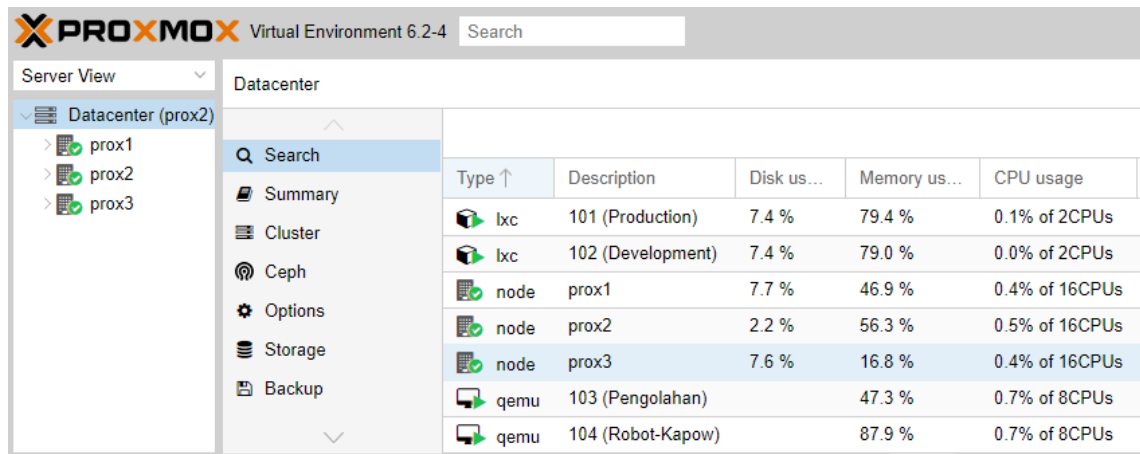 PROXMOX Virtual Environment 6.2-4 Search
Server View
Datacenter (prox2)
prox1
prox2
prox3
Datacenter
Search
Summary
Cluster
Ceph
Options
Storage
Backup
Type Description Disk us... Memory us... CPU usage
lxc 101 (Production) 7.4 % 79.4 % 0.1% of 2CPUs
lxc 102 (Development) 7.4 % 79.0 % 0.0% of 2CPUs
node prox1 7.7 % 46.9 % 0.4% of 16CPUs
node prox2 2.2 % 56.3 % 0.5% of 16CPUs
node prox3 7.6 % 16.8 % 0.4% of 16CPUs
qemu 103 (Pengolahan) 47.3 % 0.7% of 8CPUs
qemu 104 (Robot-Kapow) 87.9 % 0.7% of 8CPUs